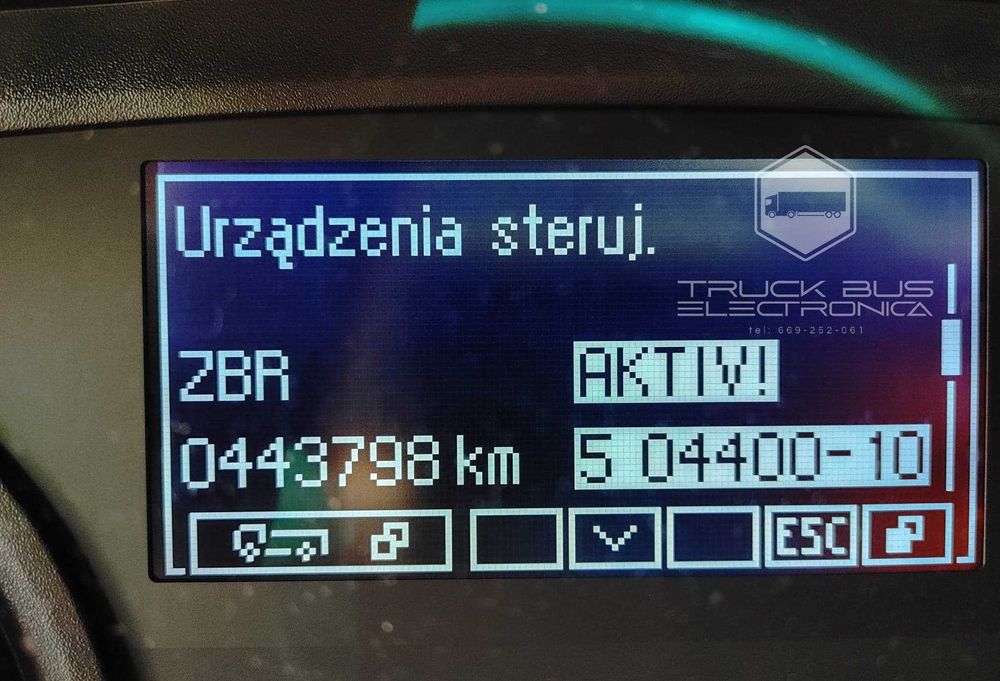 Urządzenia steruj.
TRUCK BUS
ELECTRONICA
tel: 669-252-061
ZBR AKTIV!
0443798 km 5 04400-10
ESC